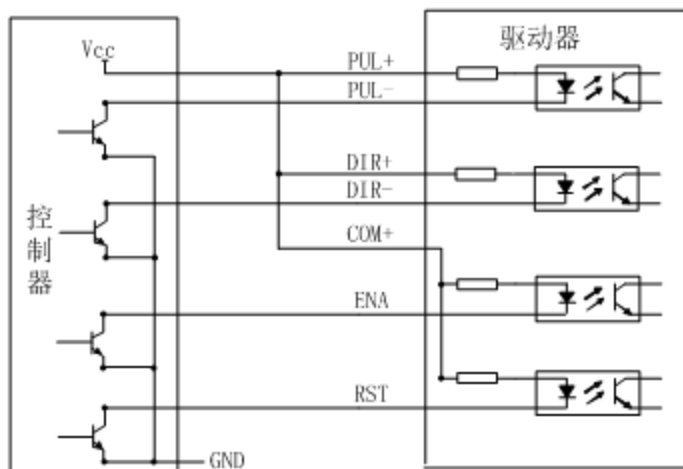 驱动器
Vcc
PUL+
PUL-
DIR+
DIR-
控制器
COM+
ENA
RST
GND